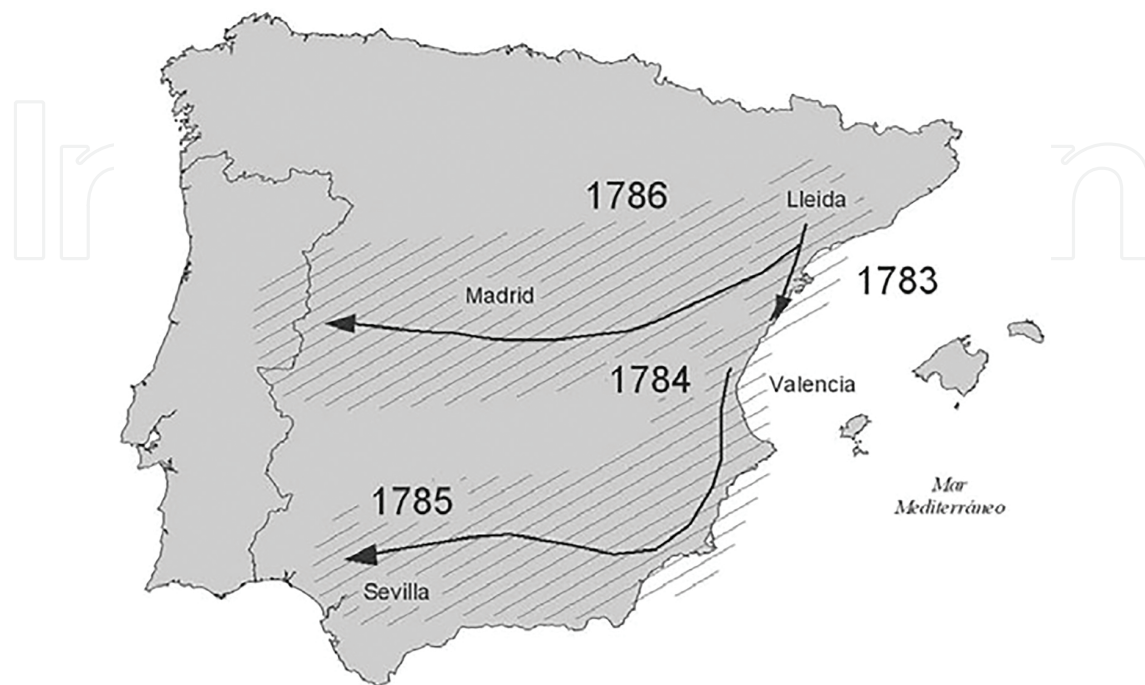 1786
Lleida
1783
Madrid
1784
Valencia
1785
Mar
Mediterráneo
Sevilla